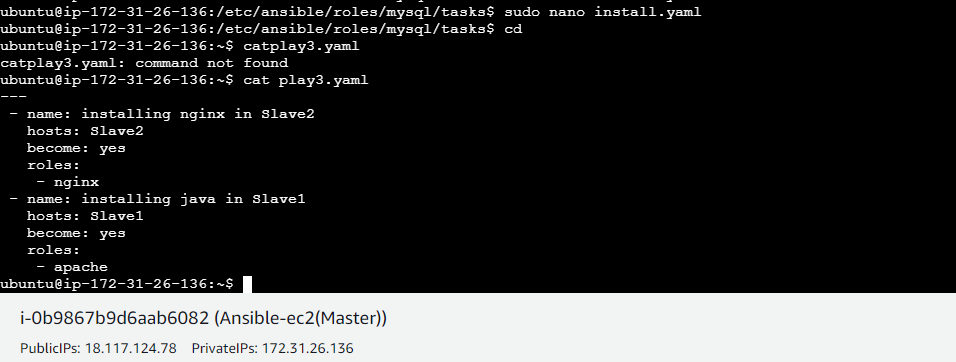 ubuntu@ip-172-31-26-136:/etc/ansible/roles/mysql/tasks$ sudo nano install.yaml
ubuntu@ip-172-31-26-136:/etc/ansible/roles/mysql/tasks$ cd
ubuntu@ip-172-31-26-136:~$ catplay3.yaml
catplay3.yaml: command not found
ubuntu@ip-172-31-26-136:~$ cat play3.yaml
---
 - name: installing nginx in Slave2
   hosts: Slave2
   become: yes
   roles:
    - nginx
 - name: installing java in Slave1
   hosts: Slave1
   become: yes
   roles:
    - apache
ubuntu@ip-172-31-26-136:~$
i-0b9867b9d6aab6082 (Ansible-ec2(Master))
PublicIPs: 18.117.124.78 PrivateIPs: 172.31.26.136